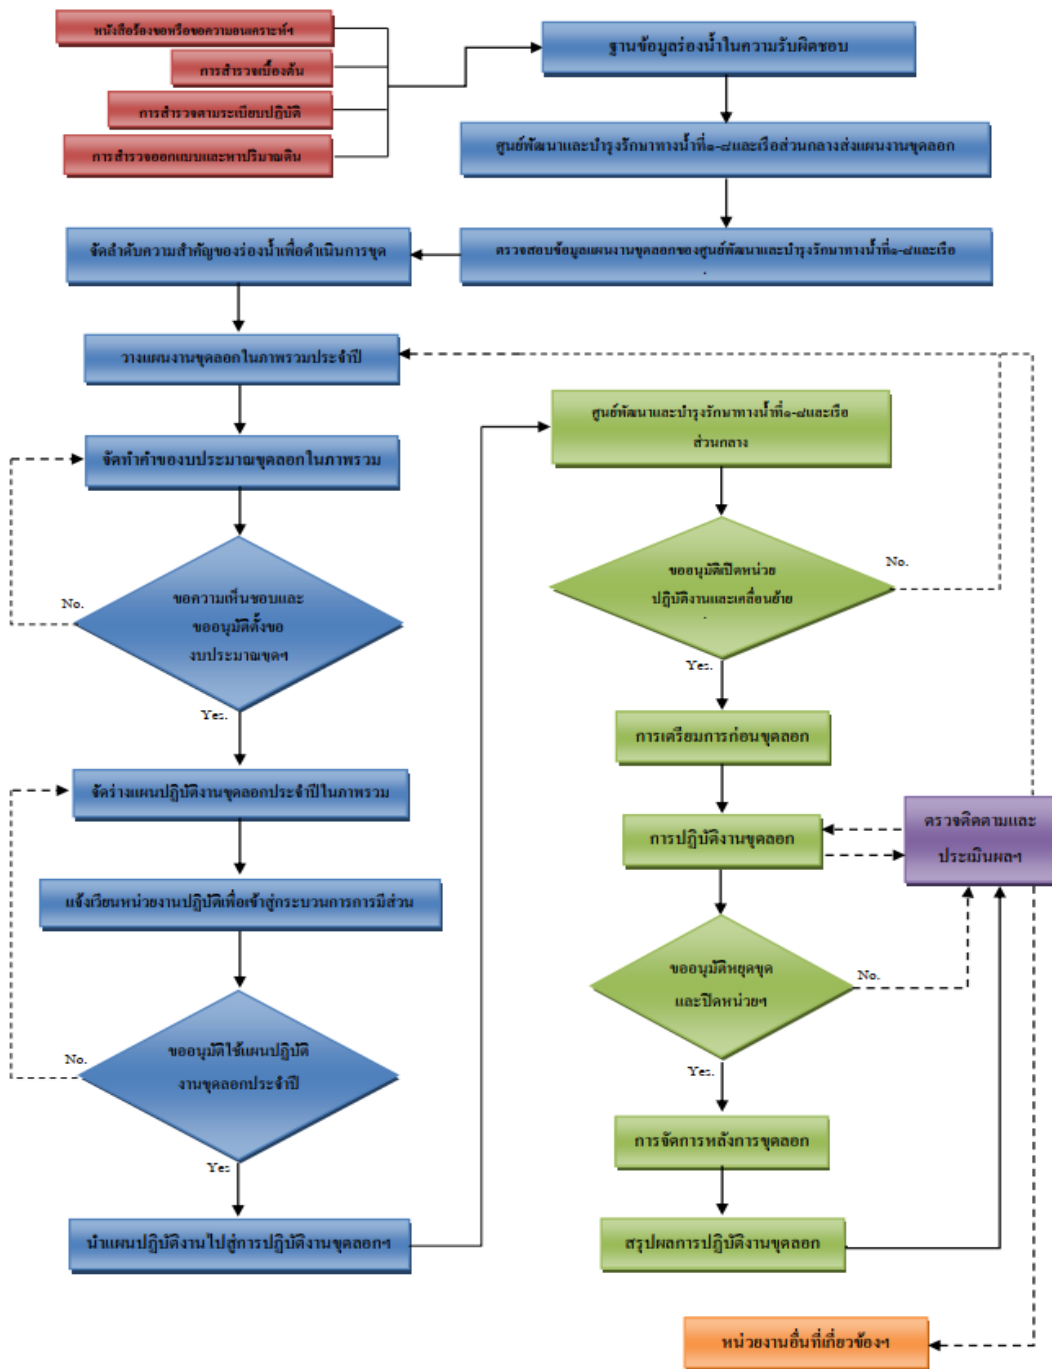 หนังสือร้องขอหรือขอความอนุเคราะห์ฯ
การสำรวจเบื้องต้น
การสำรวจตามระเบียบปฏิบัติ
การสำรวจออกแบบและหาปริมาณดิน
ฐานข้อมูลร่องน้ำในความรับผิดชอบ
ศูนย์พัฒนาและบำรุงรักษาทางน้ำที่๑-๘และเรือส่วนกลางส่งแผนงานขุดลอก
ตรวจสอบข้อมูลแผนงานขุดลอกของศูนย์พัฒนาและบำรุงรักษาทางน้ำที่๑-๘และเรือ
จัดลำดับความสำคัญของร่องน้ำเพื่อดำเนินการขุด
วางแผนงานขุดลอกในภาพรวมประจำปี
จัดทำคำของบประมาณขุดลอกในภาพรวม
ขอความเห็นชอบและ
ขออนุมัติตั้งขอ
งบประมาณขุดฯ
No.
Yes.
จัดร่างแผนปฏิบัติงานขุดลอกประจำปีในภาพรวม
แจ้งเวียนหน่วยงานปฏิบัติเพื่อเข้าสู่กระบวนการการมีส่วน
ขออนุมัติใช้แผนปฏิบัติ
งานขุดลอกประจำปี
No.
Yes
นำแผนปฏิบัติงานไปสู่การปฏิบัติงานขุดลอกฯ
ศูนย์พัฒนาและบำรุงรักษาทางน้ำที่๑-๘และเรือ
ส่วนกลาง
ขออนุมัติเปิดหน่วย
ปฏิบัติงานและเคลื่อนย้าย
No.
Yes.
การเตรียมการก่อนขุดลอก
การปฏิบัติงานขุดลอก
ตรวจติดตามและ
ประเมินผลฯ
ขออนุมัติหยุดขุด
และปิดหน่วยฯ
No.
Yes.
การจัดการหลังการขุดลอก
สรุปผลการปฏิบัติงานขุดลอก
หน่วยงานอื่นที่เกี่ยวข้องฯ